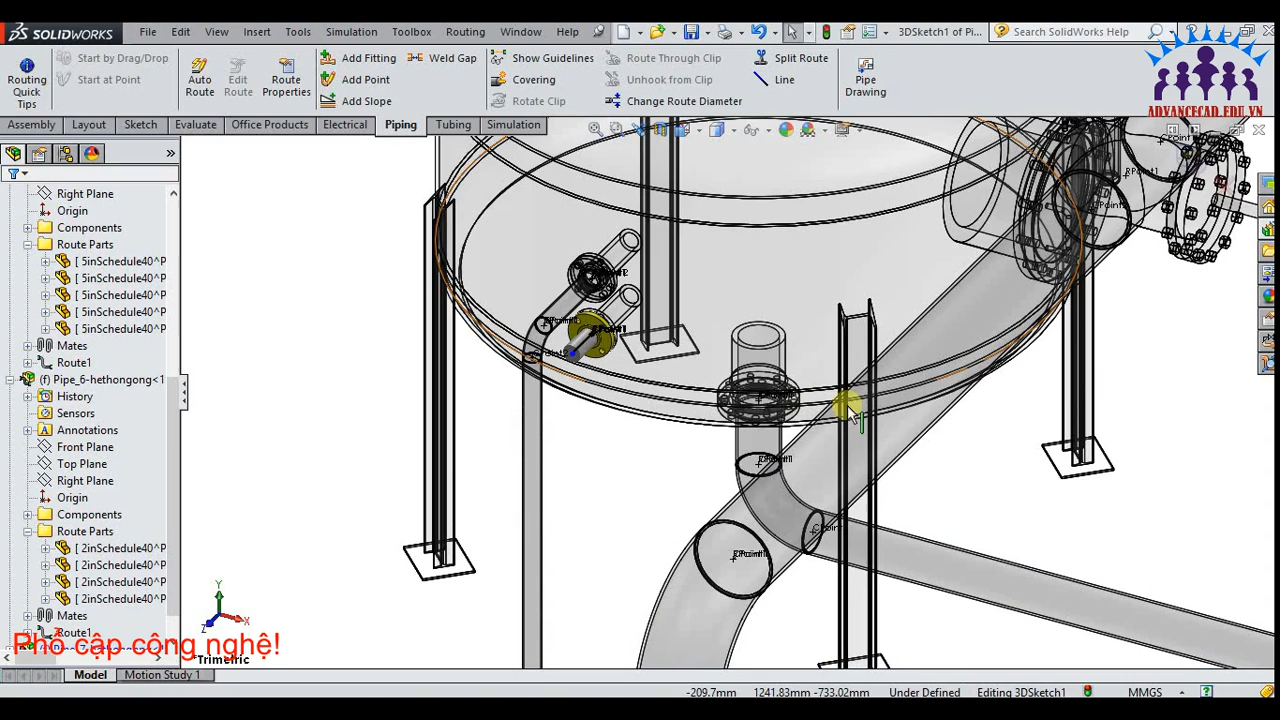 SOLIDWORKS File Edit View Insert Tools Simulation Toolbox Routing Window Help 3DSketch1 of Pi... Search SolidWorks Help
Routing Quick Tips
Start by Drag/Drop
Start at Point
Auto Route
Edit Route
Route Properties
Add Fitting
Add Point
Add Slope
Weld Gap
Show Guidelines
Covering
Rotate Clip
Route Through Clip
Unhook from Clip
Change Route Diameter
Split Route
Line
Pipe Drawing
ADVANCECAD.EDU.VN
Assembly Layout Sketch Evaluate Office Products Electrical Piping Tubing Simulation
Right Plane
Origin
Components
Route Parts
[ 5inSchedule40^P
[ 5inSchedule40^P
[ 5inSchedule40^P
[ 5inSchedule40^P
[ 5inSchedule40^P
Mates
Route1
(f) Pipe_6-hethongong<1
History
Sensors
Annotations
Front Plane
Top Plane
Right Plane
Origin
Components
Route Parts
[ 2inSchedule40^P
[ 2inSchedule40^P
[ 2inSchedule40^P
[ 2inSchedule40^P
Mates
Route1
Phổ cập công nghệ!
Y
X
Z
*Trimetric
Model Motion Study 1
-209.7mm 1241.83mm -733.02mm Under Defined Editing 3DSketch1 MMGS